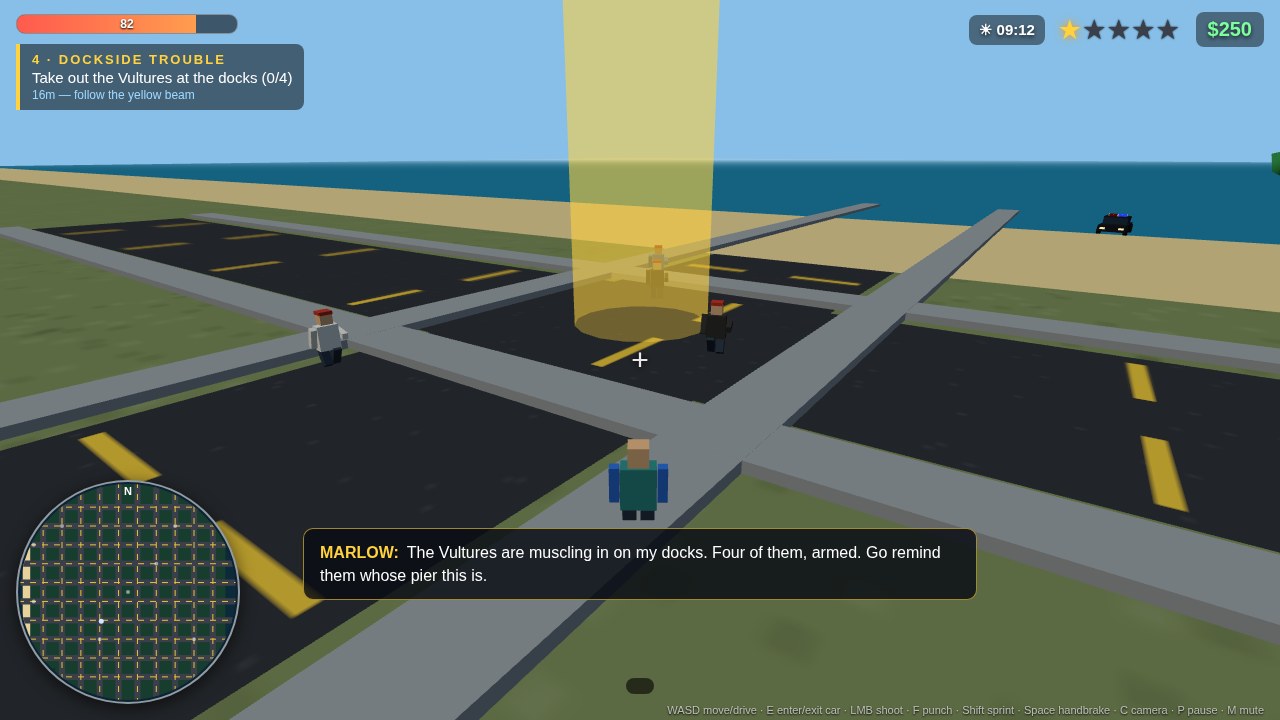 82
4 · DOCKSIDE TROUBLE
Take out the Vultures at the docks (0/4)
16m — follow the yellow beam
☀ 09:12
$250
N
MARLOW: The Vultures are muscling in on my docks. Four of them, armed. Go remind
them whose pier this is.
WASD move/drive · E enter/exit car · LMB shoot · F punch · Shift sprint · Space handbrake · C camera · P pause · M mute